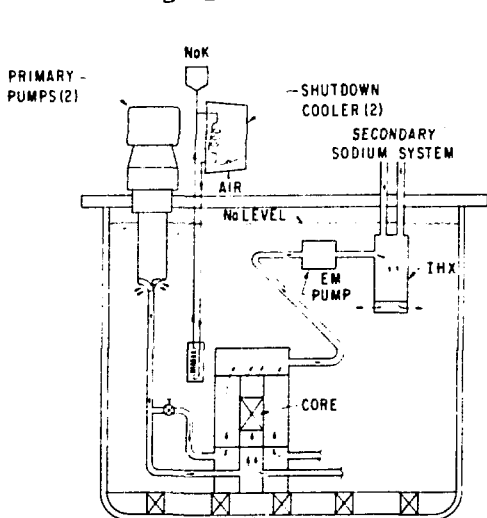 NaK
PRIMARY-
PUMPS(2)
-SHUTDOWN
COOLER(2)
SECONDARY
SODIUM SYSTEM
AIR
Na LEVEL
EM
PUMP
IHX
CORE